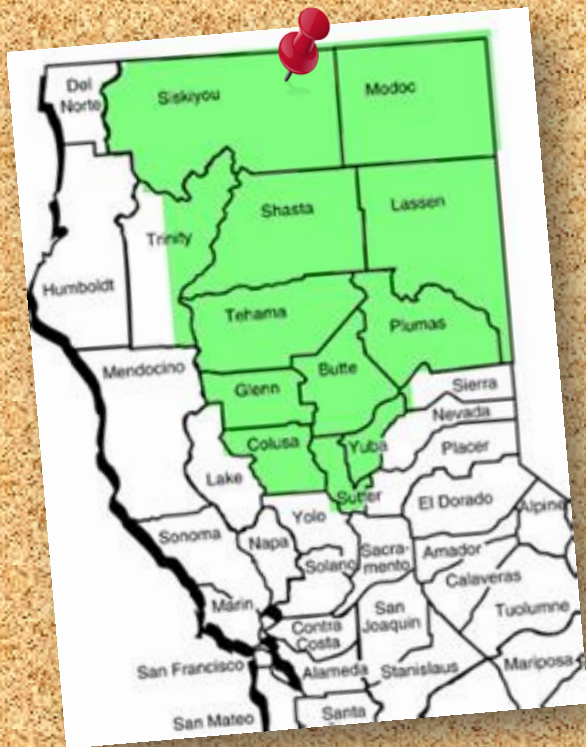 Del
Norte
Siskiyou
Modoc
Shasta
Lassen
Trinity
Humboldt
Tehama
Plumas
Mendocino
Butte
Glenn
Sierra
Nevada
Colusa
Yuba
Placer
Lake
Sutter
El Dorado
Alpine
Yolo
Sonoma
Napa
Sacra-
mento
Solano
Amador
Calaveras
Marin
Contra
Costa
San
Joaquin
Tuolumne
San Francisco
Alameda
Stanislaus
Mariposa
San Mateo
Santa